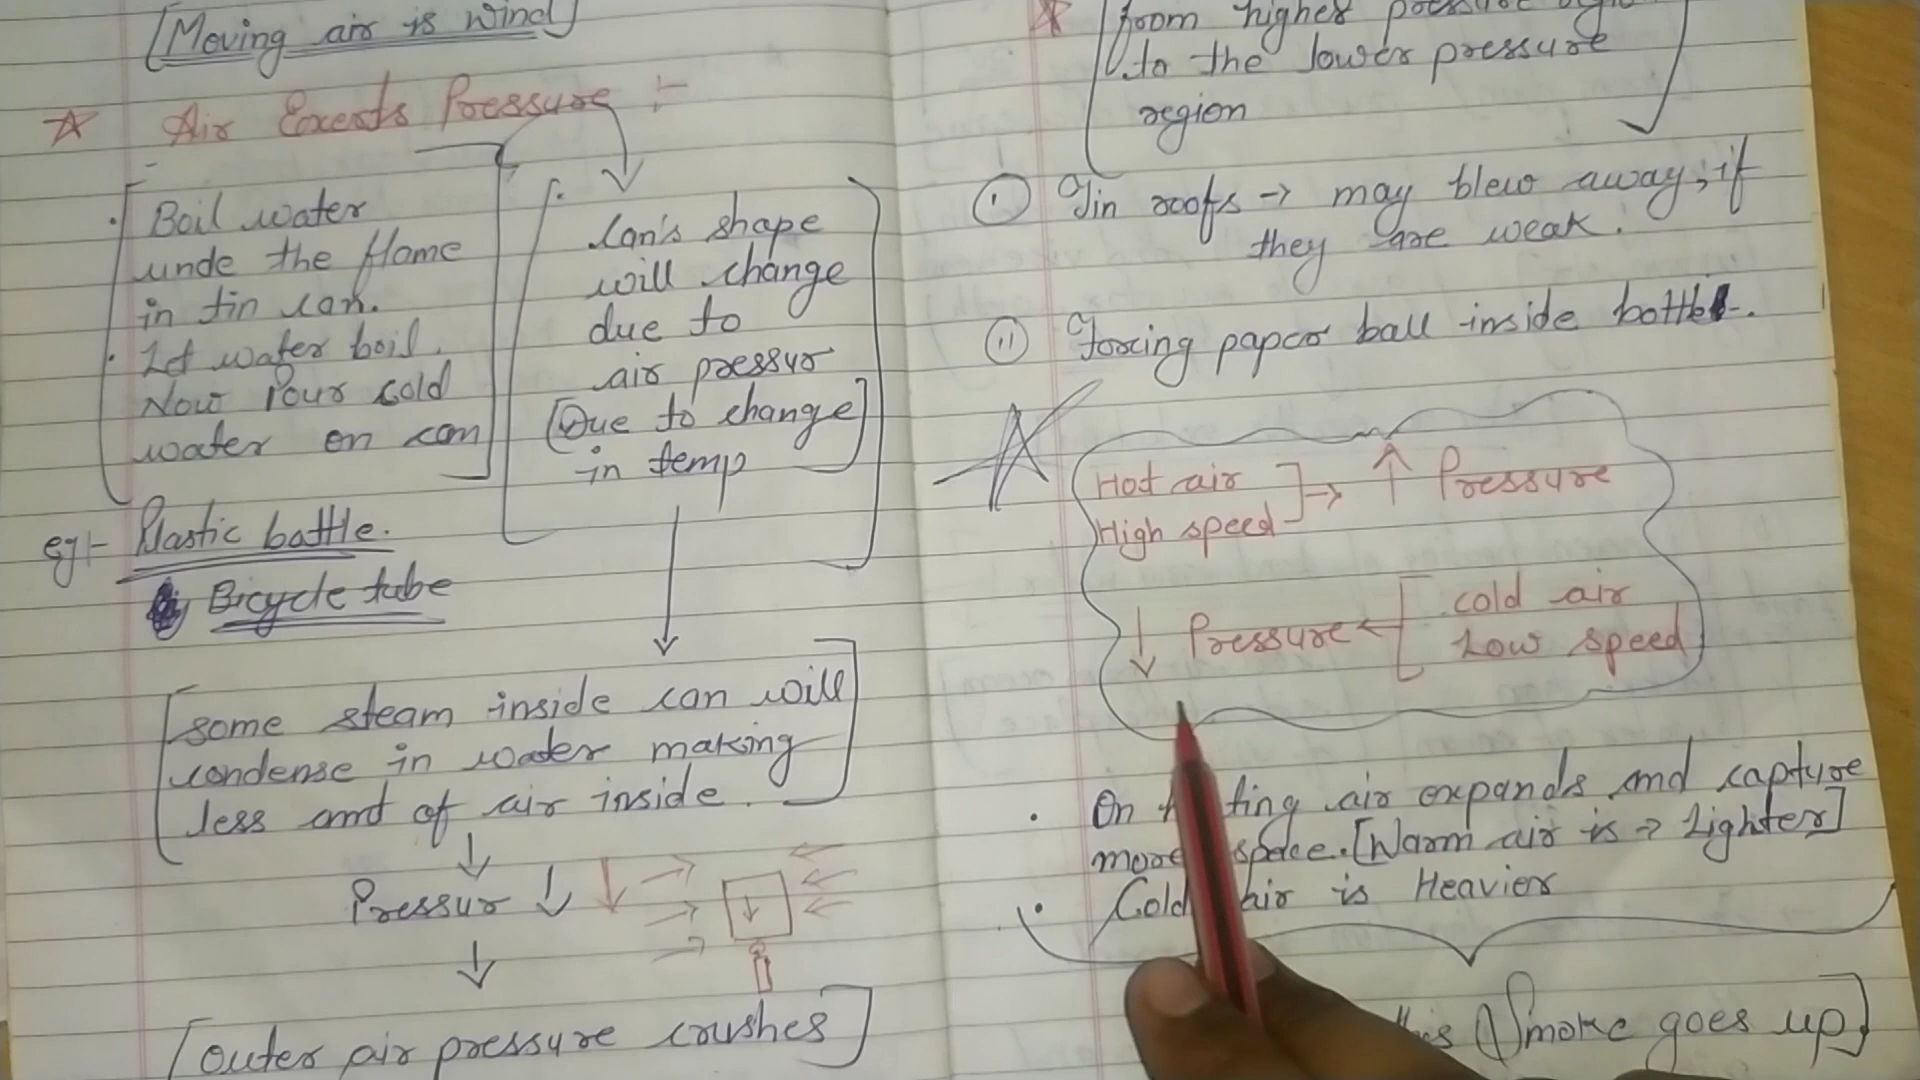 [Moving air is Wind]
☆ Air Exerts Pressure :-
· Boil water
unde the flame
in tin can.
· Let water boil.
Now Pour cold
water on can
can's shape
will change
due to
air pressur
[Due to change]
in temp
eg:- Plastic bottle.
Bicycle tube
[some steam inside can will
condense in water making
less amt of air inside.]
↓
Pressur ↓ ↓
↓
[Outer air pressure crushes]
☆ from higher pressure
to the lower pressure
region
(i) Tin roofs → may blew away, if
they are weak.
(ii) Forcing paper ball inside bottle.
Hot air
High speed ] → ↑ Pressure
↓ Pressure ← [ cold air
Low speed
· On air expands and capture
more space. [Warm air is → Lighter]
· Cold air is Heavier
Smoke goes up]